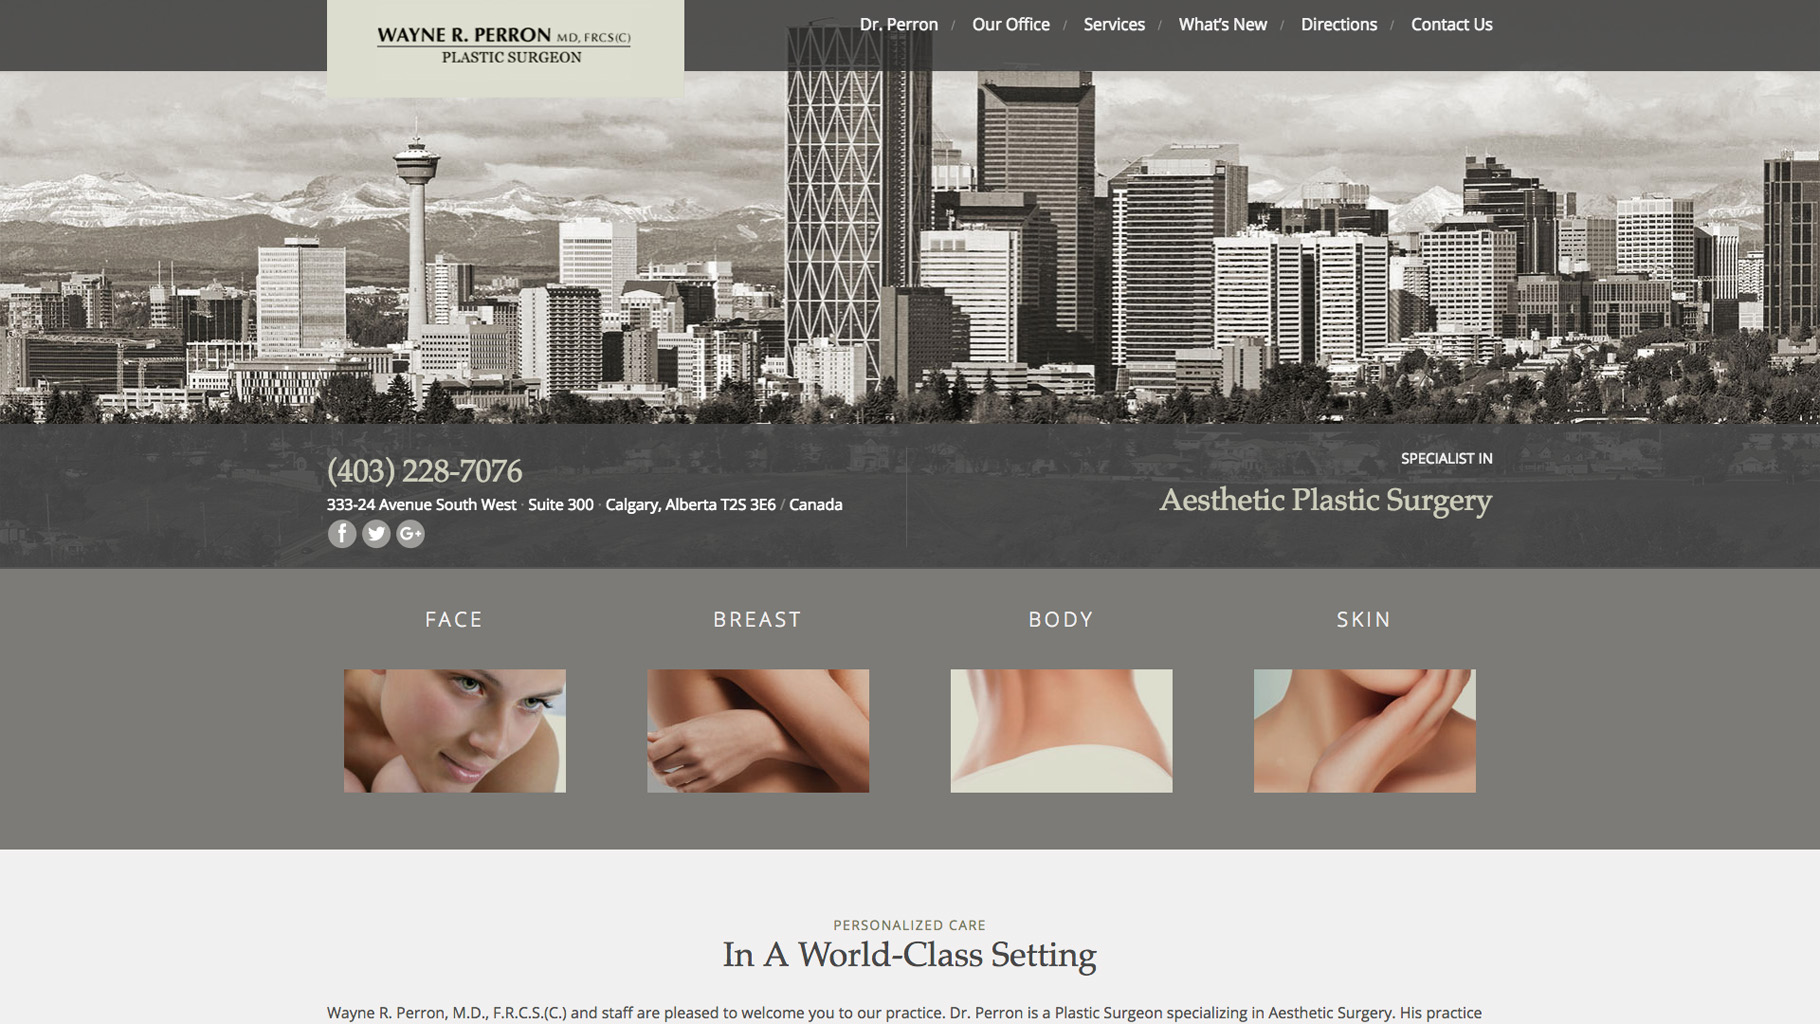 WAYNE R. PERRON MD, FRCS(C)
PLASTIC SURGEON
Dr. Perron / Our Office / Services / What's New / Directions / Contact Us
(403) 228-7076
333-24 Avenue South West · Suite 300 · Calgary, Alberta T2S 3E6 / Canada
SPECIALIST IN
Aesthetic Plastic Surgery
FACE
BREAST
BODY
SKIN
PERSONALIZED CARE
In A World-Class Setting
Wayne R. Perron, M.D., F.R.C.S.(C.) and staff are pleased to welcome you to our practice. Dr. Perron is a Plastic Surgeon specializing in Aesthetic Surgery. His practice